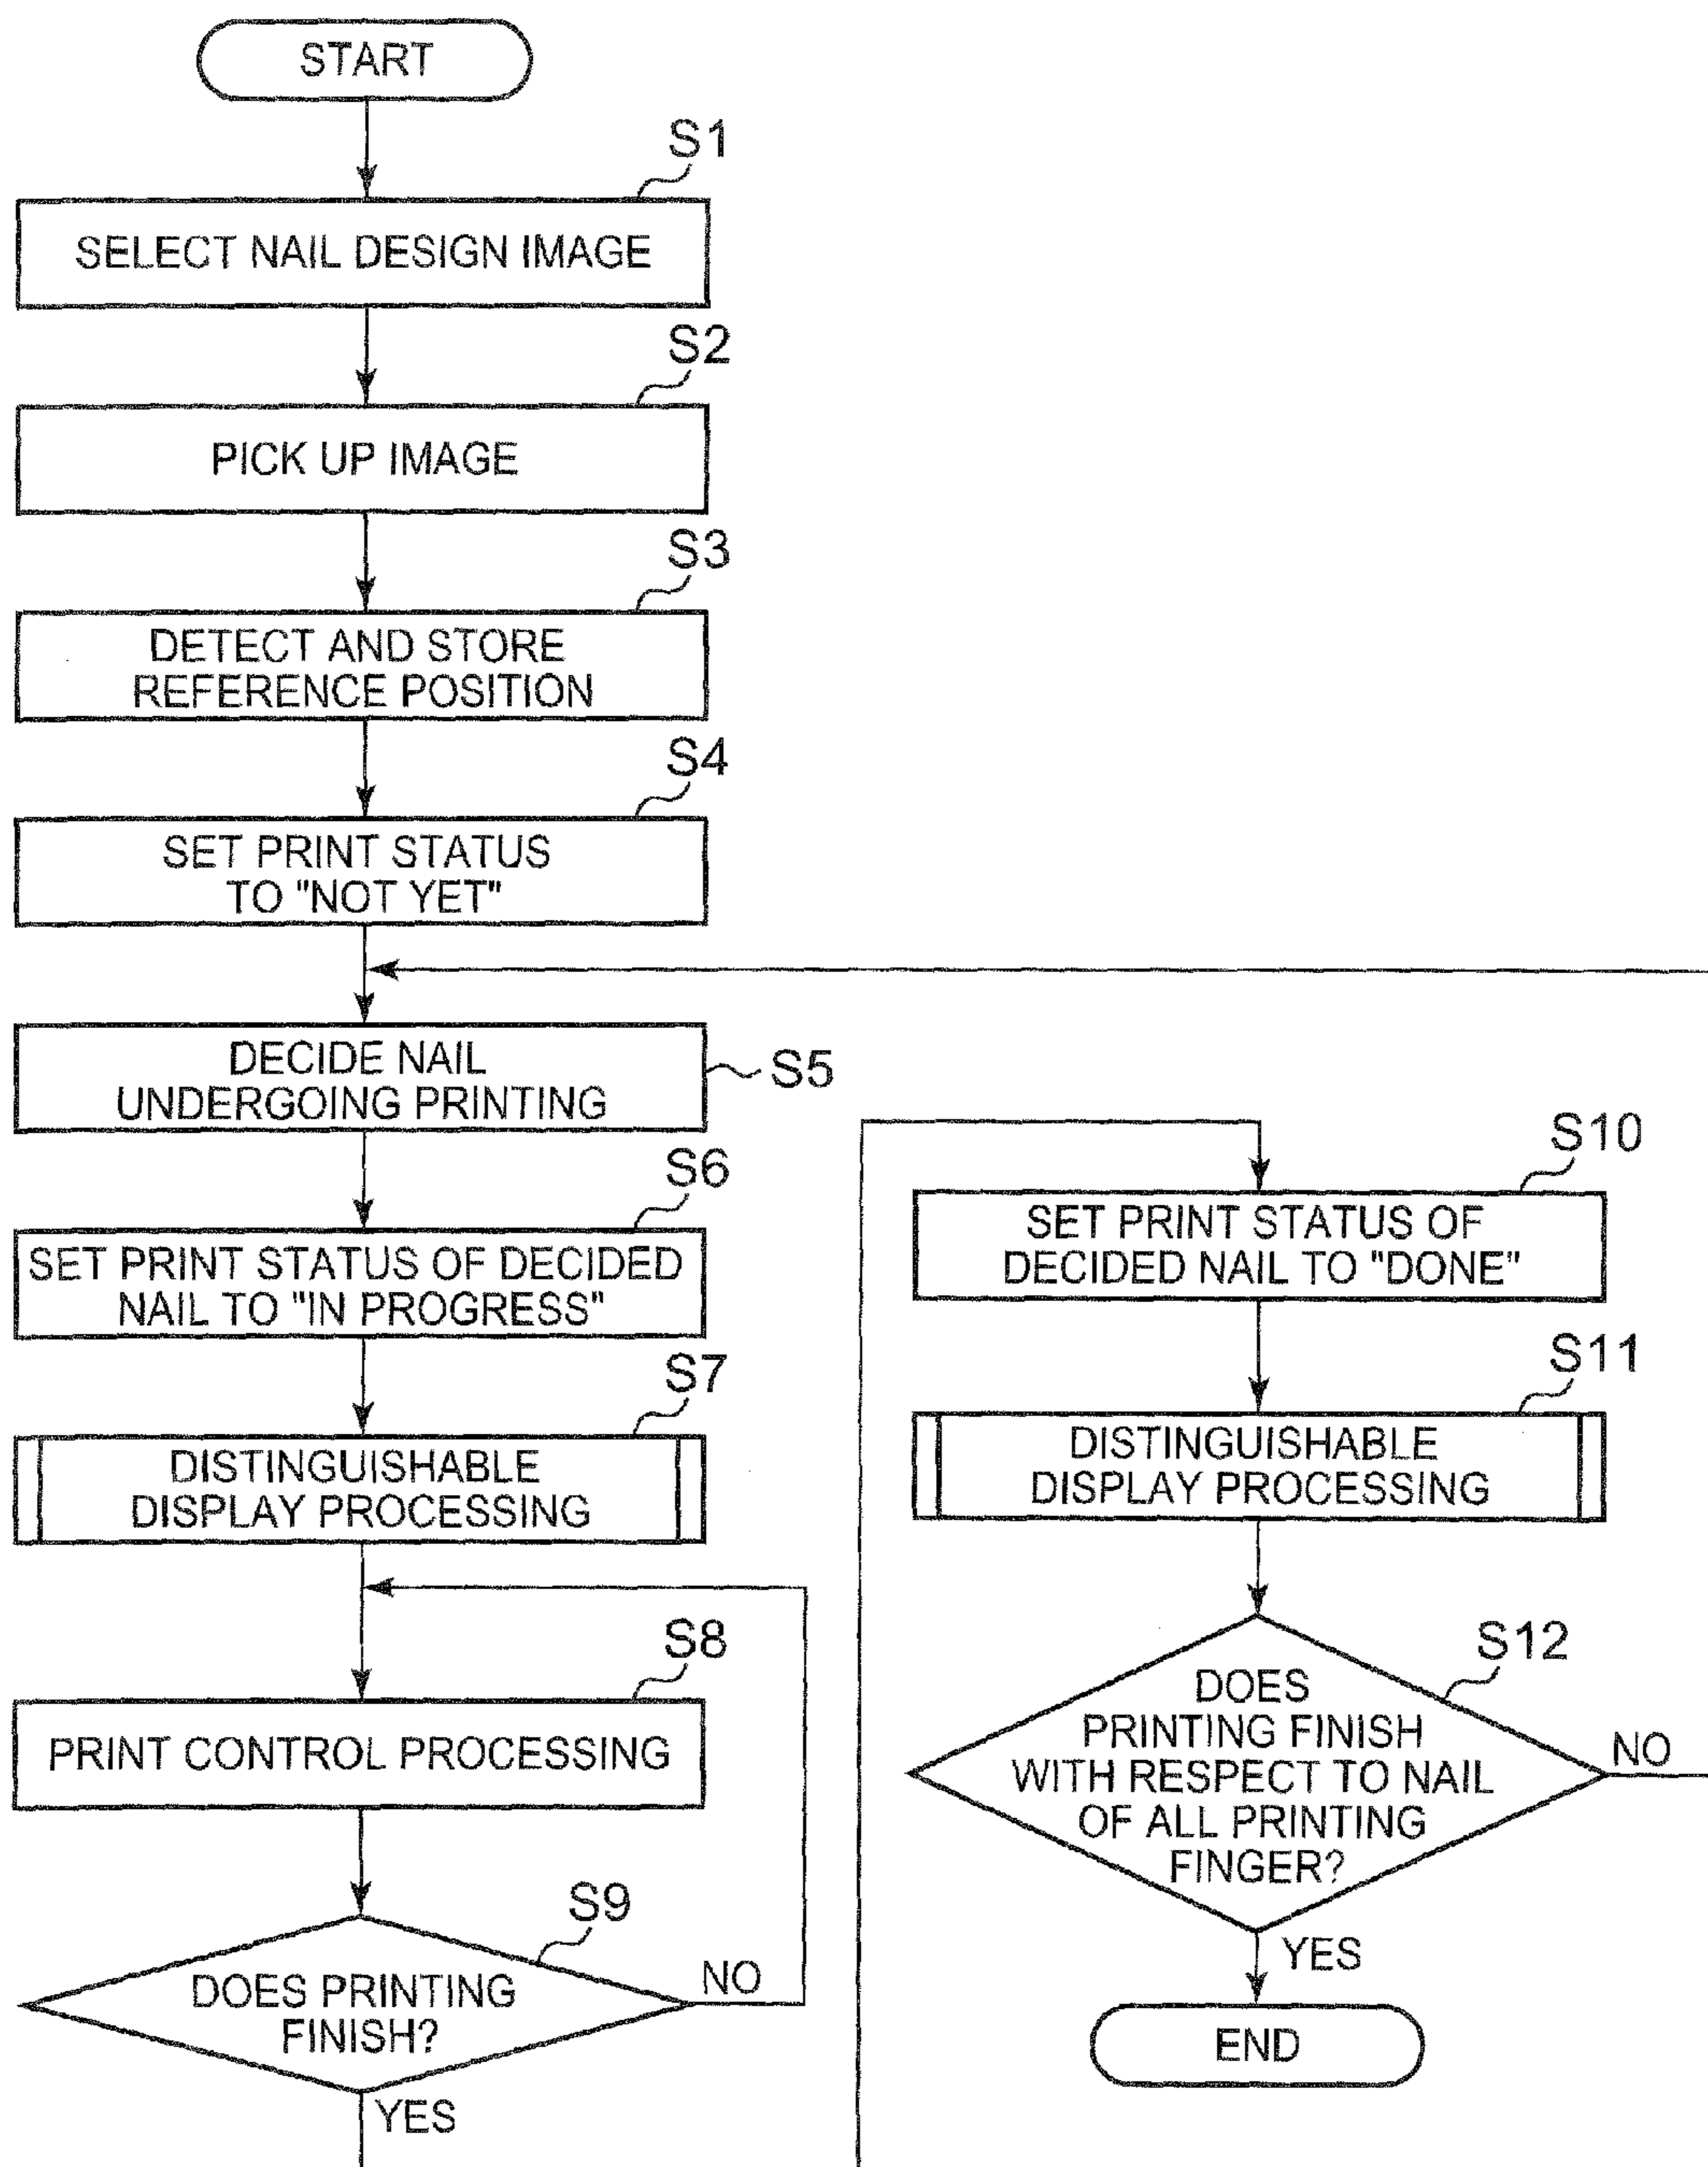 START
S1
SELECT NAIL DESIGN IMAGE
S2
PICK UP IMAGE
S3
DETECT AND STORE
REFERENCE POSITION
S4
SET PRINT STATUS
TO "NOT YET"
DECIDE NAIL
UNDERGOING PRINTING
S5
S6
SET PRINT STATUS OF DECIDED
NAIL TO "IN PROGRESS"
S7
DISTINGUISHABLE
DISPLAY PROCESSING
S8
PRINT CONTROL PROCESSING
S9
DOES PRINTING
FINISH?
NO
YES
S10
SET PRINT STATUS OF
DECIDED NAIL TO "DONE"
S11
DISTINGUISHABLE
DISPLAY PROCESSING
S12
DOES
PRINTING FINISH
WITH RESPECT TO NAIL
OF ALL PRINTING
FINGER?
NO
YES
END